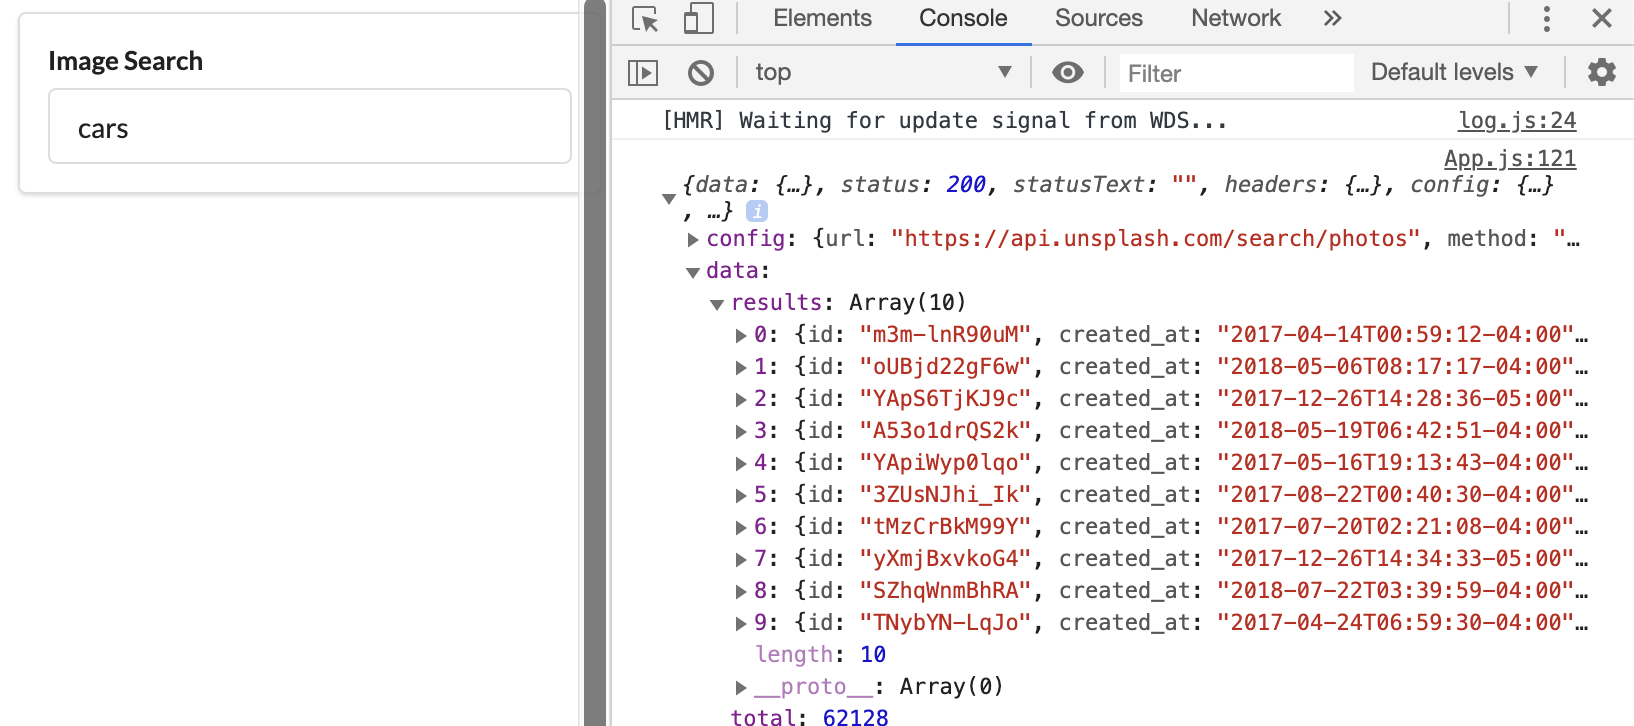 Image Search
cars
Elements Console Sources Network »
top Filter Default levels
[HMR] Waiting for update signal from WDS... log.js:24
App.js:121
{data: {…}, status: 200, statusText: "", headers: {…}, config: {…}
, …} i
config: {url: "https://api.unsplash.com/search/photos", method: "…
data:
results: Array(10)
0: {id: "m3m-lnR90uM", created_at: "2017-04-14T00:59:12-04:00"…
1: {id: "oUBjd22gF6w", created_at: "2018-05-06T08:17:17-04:00"…
2: {id: "YApS6TjKJ9c", created_at: "2017-12-26T14:28:36-05:00"…
3: {id: "A53o1drQS2k", created_at: "2018-05-19T06:42:51-04:00"…
4: {id: "YApiWyp0lqo", created_at: "2017-05-16T19:13:43-04:00"…
5: {id: "3ZUsNJhi_Ik", created_at: "2017-08-22T00:40:30-04:00"…
6: {id: "tMzCrBkM99Y", created_at: "2017-07-20T02:21:08-04:00"…
7: {id: "yXmjBxvkoG4", created_at: "2017-12-26T14:34:33-05:00"…
8: {id: "SZhqWnmBhRA", created_at: "2018-07-22T03:39:59-04:00"…
9: {id: "TNybYN-LqJo", created_at: "2017-04-24T06:59:30-04:00"…
length: 10
__proto__: Array(0)
total: 62128